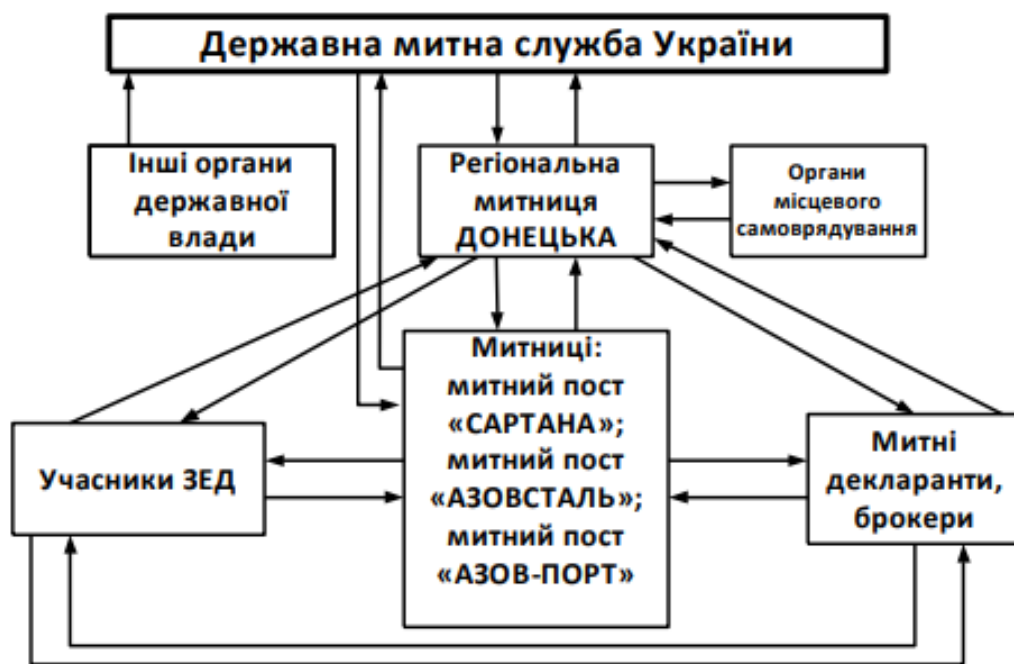 Державна митна служба України
Інші органи
державної
влади
Регіональна
митниця
ДОНЕЦЬКА
Органи
місцевого
самоврядування
Митниці:
митний пост
«САРТАНА»;
митний пост
«АЗОВСТАЛЬ»;
митний пост
«АЗОВ-ПОРТ»
Учасники ЗЕД
Митні
декларанти,
брокери